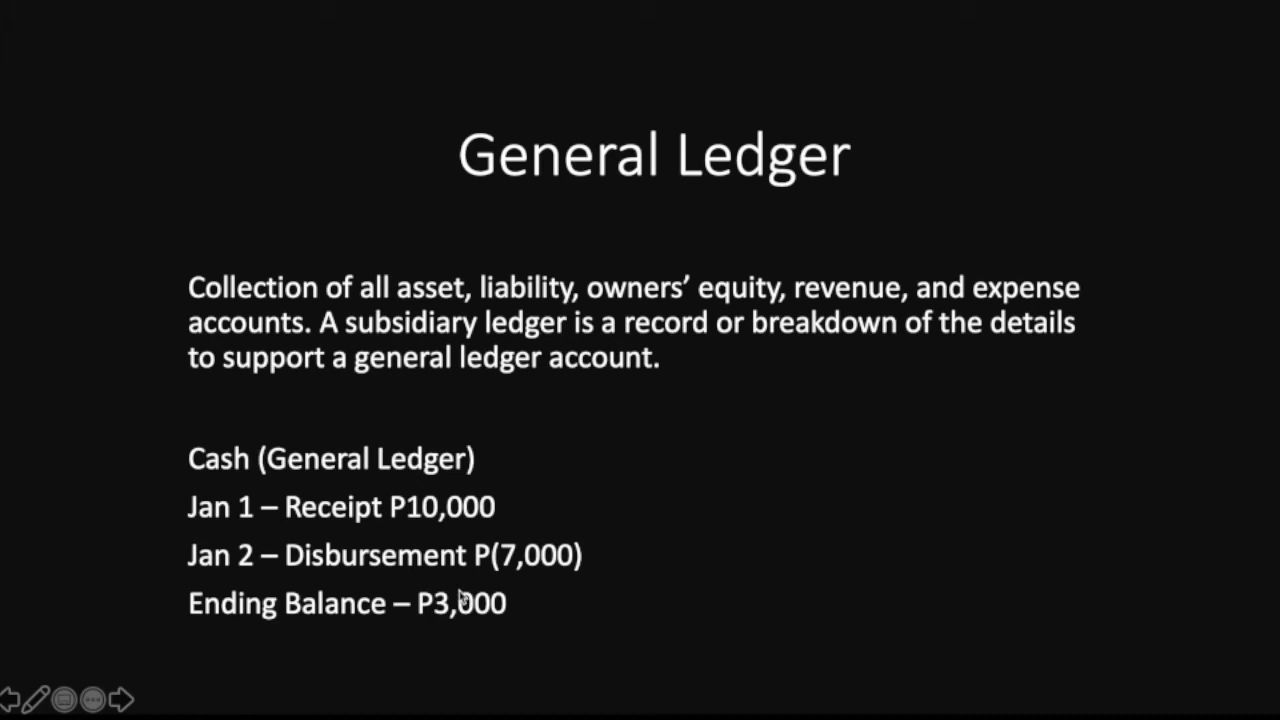 General Ledger
Collection of all asset, liability, owners’ equity, revenue, and expense
accounts. A subsidiary ledger is a record or breakdown of the details
to support a general ledger account.
Cash (General Ledger)
Jan 1 – Receipt P10,000
Jan 2 – Disbursement P(7,000)
Ending Balance – P3,000